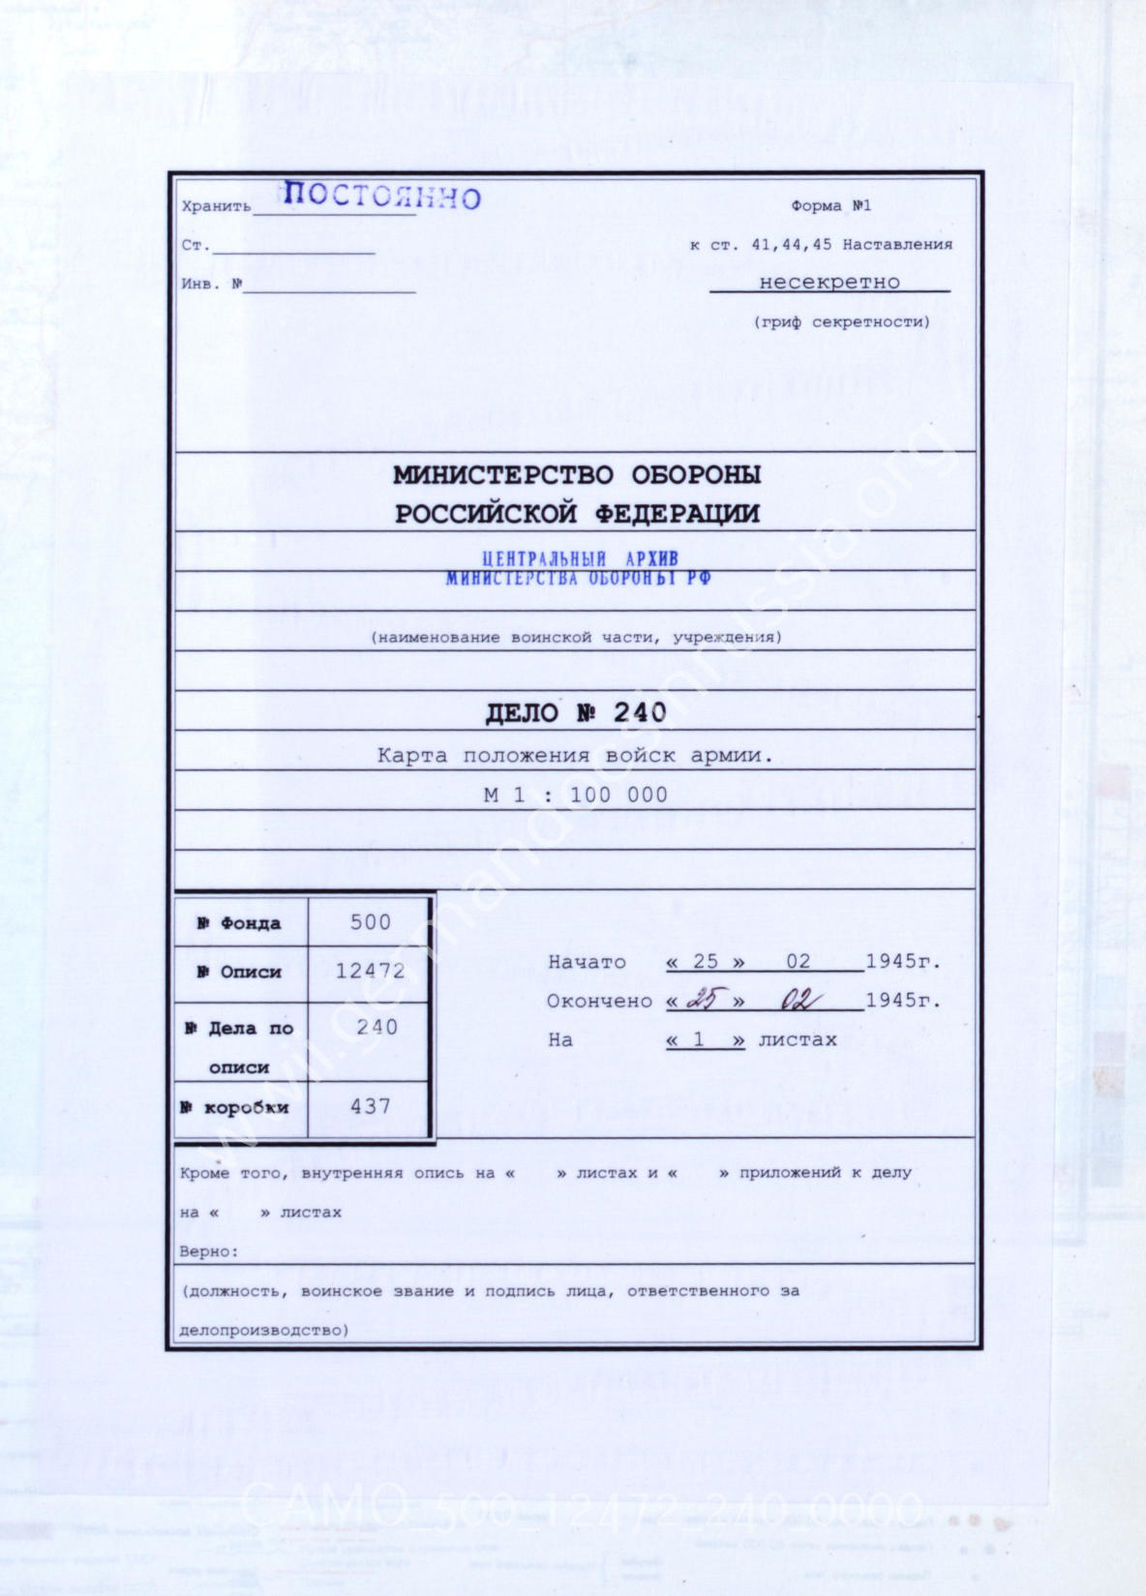 Хранить ПОСТОЯННО
Форма №1
Ст.
к ст. 41,44,45 Наставления
Инв. №
несекретно
(гриф секретности)
МИНИСТЕРСТВО ОБОРОНЫ
РОССИЙСКОЙ ФЕДЕРАЦИИ
ЦЕНТРАЛЬНЫЙ АРХИВ
МИНИСТЕРСТВА ОБОРОНЫ РФ
(наименование воинской части, учреждения)
ДЕЛО № 240
Карта положения войск армии.
М 1 : 100 000
№ Фонда 500
№ Описи 12472
№ Дела по описи 240
№ коробки 437
Начато « 25 » 02 1945г.
Окончено « 25 » 02 1945г.
На « 1 » листах
Кроме того, внутренняя опись на « » листах и « » приложений к делу
на « » листах
Верно:
(должность, воинское звание и подпись лица, ответственного за
делопроизводство)
www.germandocsinrussia.org
CAMO_500_12472_240_0000